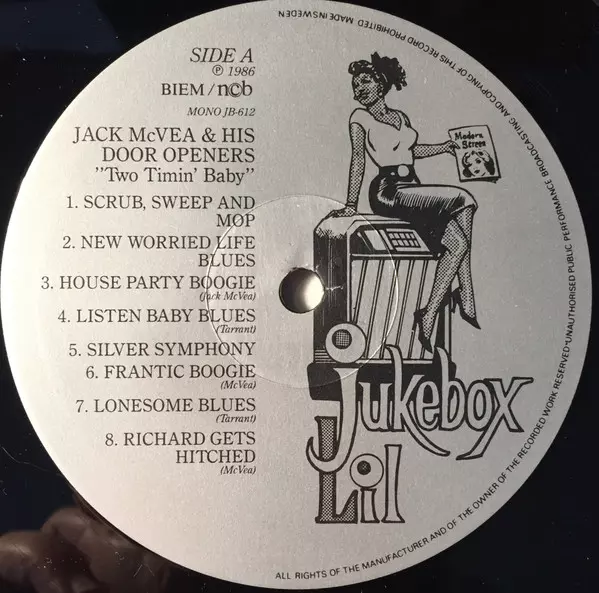 SIDE A
℗ 1986
BIEM / ncb
MONO JB-612
JACK McVEA & HIS
DOOR OPENERS
"Two Timin' Baby"
1. SCRUB, SWEEP AND
MOP
2. NEW WORRIED LIFE
BLUES
3. HOUSE PARTY BOOGIE
(Jack McVea)
4. LISTEN BABY BLUES
(Tarrant)
5. SILVER SYMPHONY
6. FRANTIC BOOGIE
(McVea)
7. LONESOME BLUES
(Tarrant)
8. RICHARD GETS
HITCHED
(McVea)
Modern
Screen
Jukebox
Lil
ALL RIGHTS OF THE MANUFACTURER AND OF THE OWNER OF THE RECORDED WORK RESERVED "UNAUTHORISED PUBLIC PERFORMANCE BROADCASTING AND COPYING OF THIS RECORD PROHIBITED MADE IN SWEDEN